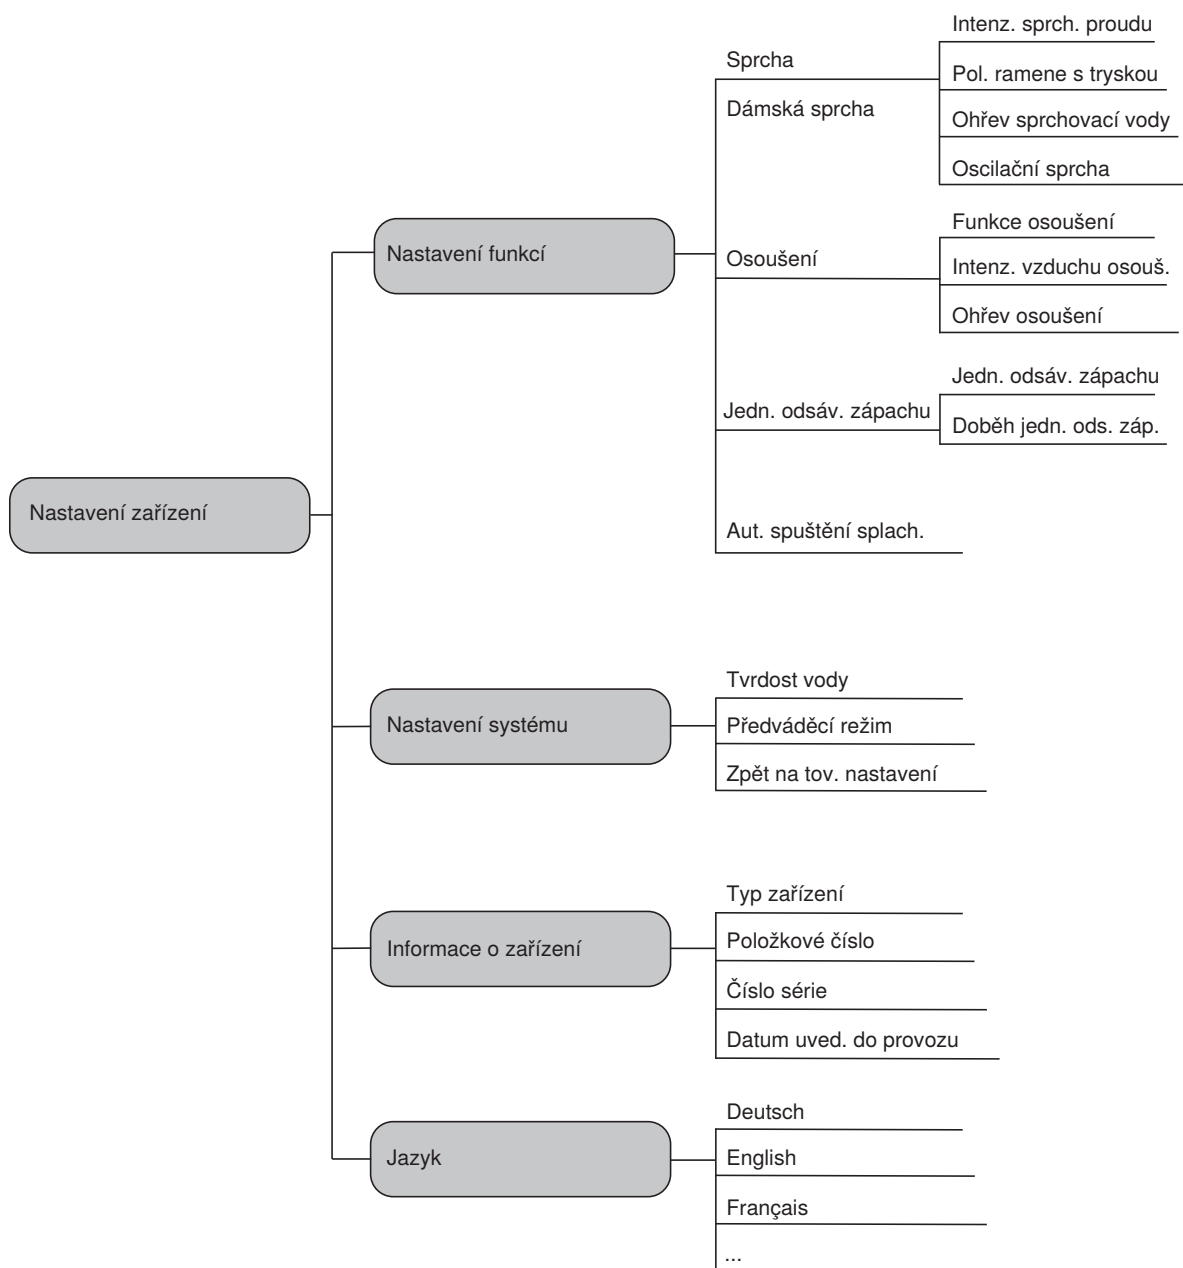 Intenz. sprch. proudu
Sprcha
Pol. ramene s tryskou
Dámská sprcha
Ohřev sprchovací vody
Oscilační sprcha
Funkce osoušení
Nastavení funkcí
Osoušení
Intenz. vzduchu osouš.
Ohřev osoušení
Jedn. odsáv. zápachu
Jedn. odsáv. zápachu
Doběh jedn. ods. záp.
Nastavení zařízení
Aut. spuštění splach.
Tvrdost vody
Nastavení systému
Předváděcí režim
Zpět na tov. nastavení
Typ zařízení
Informace o zařízení
Položkové číslo
Číslo série
Datum uved. do provozu
Deutsch
Jazyk
English
Français
...